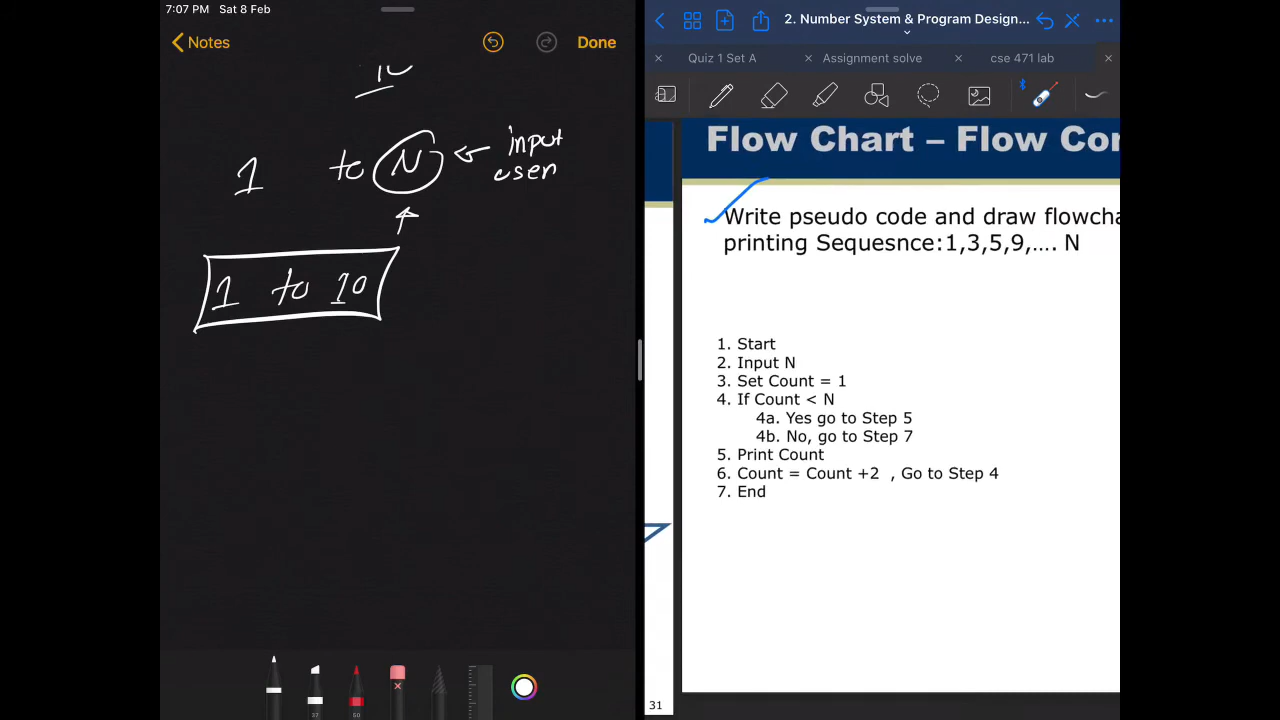 7:07 PM Sat 8 Feb
Notes
Done
1 to N ← input
usen
1 to 10
2. Number System & Program Design...
Quiz 1 Set A
Assignment solve
cse 471 lab
Flow Chart – Flow Con
Write pseudo code and draw flowcha
printing Sequesnce:1,3,5,9,.... N
1. Start
2. Input N
3. Set Count = 1
4. If Count < N
4a. Yes go to Step 5
4b. No, go to Step 7
5. Print Count
6. Count = Count +2 , Go to Step 4
7. End
31
37
50